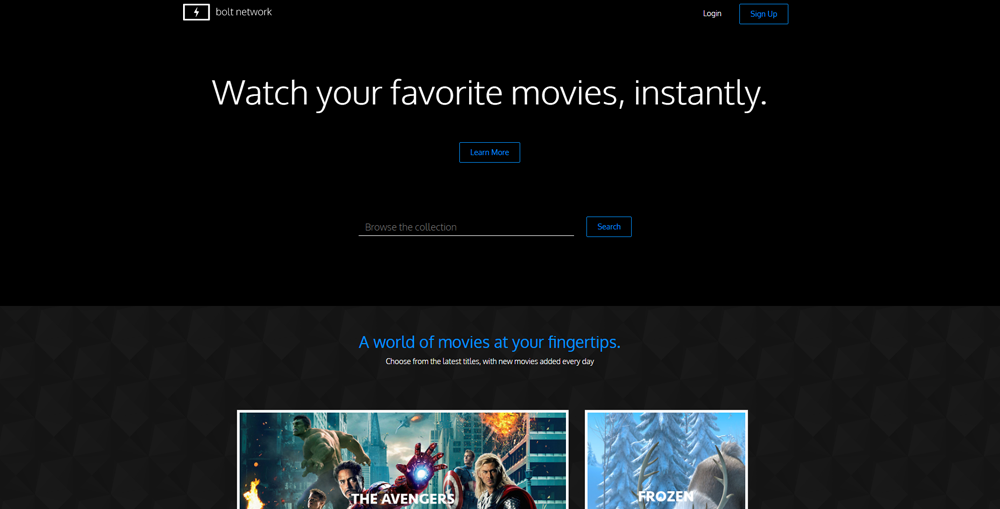 bolt network
Login
Sign Up
Watch your favorite movies, instantly.
Learn More
Browse the collection
Search
A world of movies at your fingertips.
Choose from the latest titles, with new movies added every day
THE AVENGERS
FROZEN